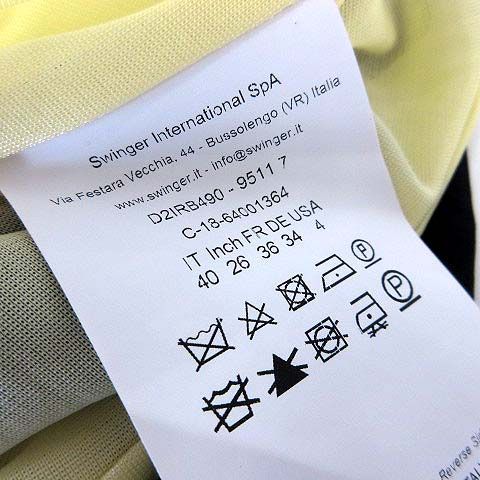 Swinger International SpA
Via Festara Vecchia, 44 - Bussolengo (VR) Italia
www.swinger.it - info@swinger.it
D2IRB490 - 9511 7
C-18-64001364
IT Inch FR DE USA
40 26 36 34 4
P
P
Reverse